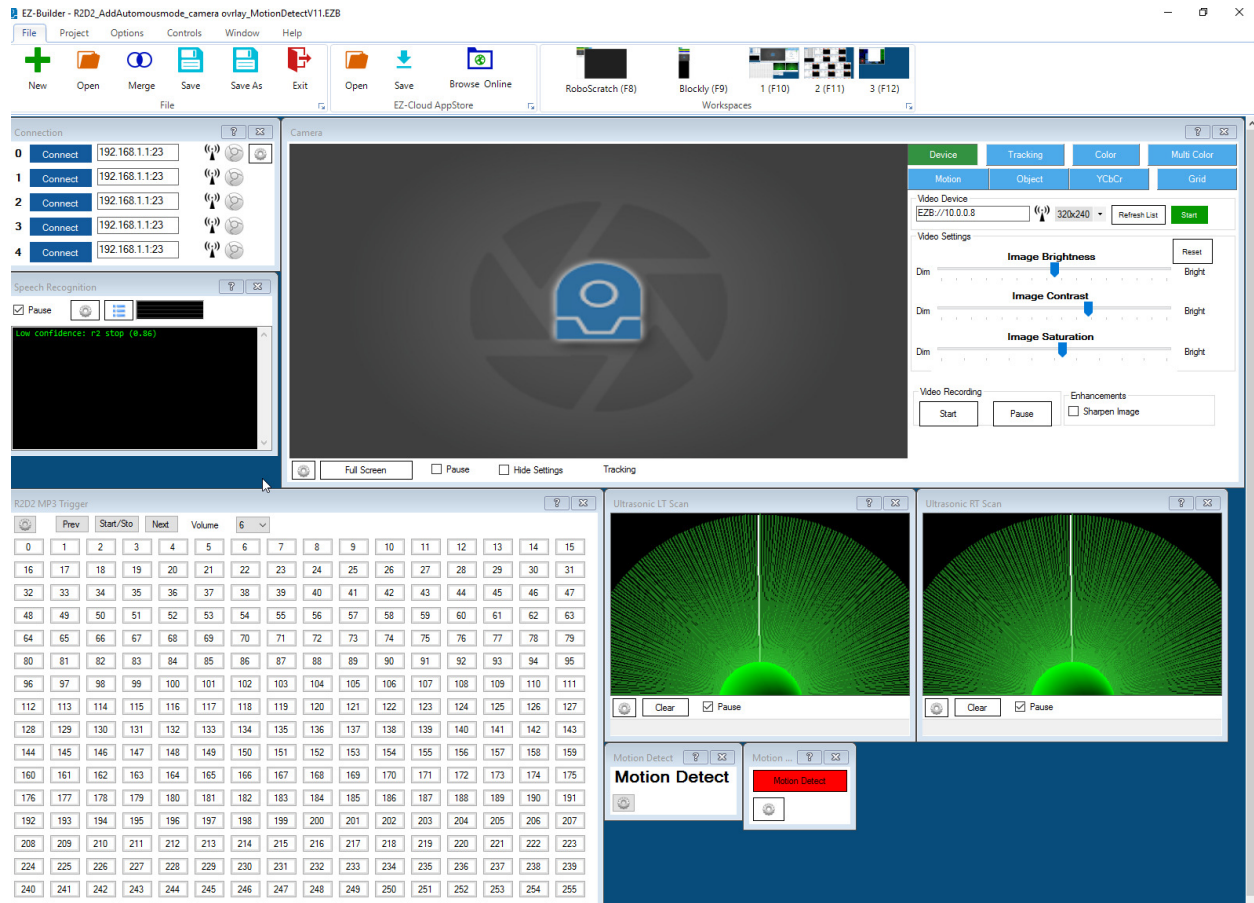 EZ-Builder - R2D2_AddAutomousmode_camera ovrlay_MotionDetectV11.EZB
File Project Options Controls Window Help
New Open Merge Save Save As Exit Open Save Browse Online RoboScratch (F8) Blockly (F9) 1 (F10) 2 (F11) 3 (F12)
File EZ-Cloud AppStore Workspaces
Connection
0 Connect 192.168.1.1:23
1 Connect 192.168.1.1:23
2 Connect 192.168.1.1:23
3 Connect 192.168.1.1:23
4 Connect 192.168.1.1:23
Speech Recognition
Pause
Low confidence: r2 stop (0.86)
Camera
Device Tracking Color Multi Color
Motion Object YCbCr Grid
Video Device
EZB://10.0.0.8 320x240 Refresh List Start
Video Settings
Reset
Image Brightness
Dim Bright
Image Contrast
Dim Bright
Image Saturation
Dim Bright
Video Recording
Start Pause
Enhancements
Sharpen Image
Full Screen Pause Hide Settings Tracking
R2D2 MP3 Trigger
Prev Start/Sto Next Volume 6
0 1 2 3 4 5 6 7 8 9 10 11 12 13 14 15
16 17 18 19 20 21 22 23 24 25 26 27 28 29 30 31
32 33 34 35 36 37 38 39 40 41 42 43 44 45 46 47
48 49 50 51 52 53 54 55 56 57 58 59 60 61 62 63
64 65 66 67 68 69 70 71 72 73 74 75 76 77 78 79
80 81 82 83 84 85 86 87 88 89 90 91 92 93 94 95
96 97 98 99 100 101 102 103 104 105 106 107 108 109 110 111
112 113 114 115 116 117 118 119 120 121 122 123 124 125 126 127
128 129 130 131 132 133 134 135 136 137 138 139 140 141 142 143
144 145 146 147 148 149 150 151 152 153 154 155 156 157 158 159
160 161 162 163 164 165 166 167 168 169 170 171 172 173 174 175
176 177 178 179 180 181 182 183 184 185 186 187 188 189 190 191
192 193 194 195 196 197 198 199 200 201 202 203 204 205 206 207
208 209 210 211 212 213 214 215 216 217 218 219 220 221 222 223
224 225 226 227 228 229 230 231 232 233 234 235 236 237 238 239
240 241 242 243 244 245 246 247 248 249 250 251 252 253 254 255
Ultrasonic LT Scan
Clear Pause
Ultrasonic RT Scan
Clear Pause
Motion Detect
Motion Detect
Motion ...
Motion Detect